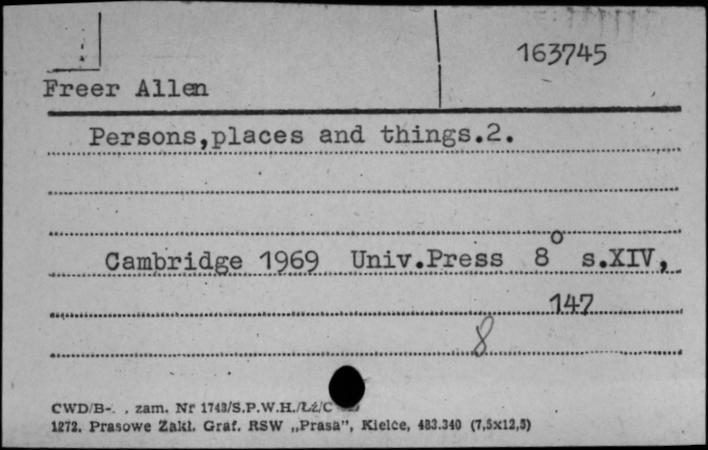 163745
Freer Allen
Persons,places and things.2.
Cambridge 1969 Univ.Press 8° s.XIV,
147
8
CWD/B-. . zam. Nr 1743/S.P.W.H./Łź/C
1272. Prasowe Zakł. Graf. RSW „Prasa”, Kielce, 483.340 (7,5x12,5)